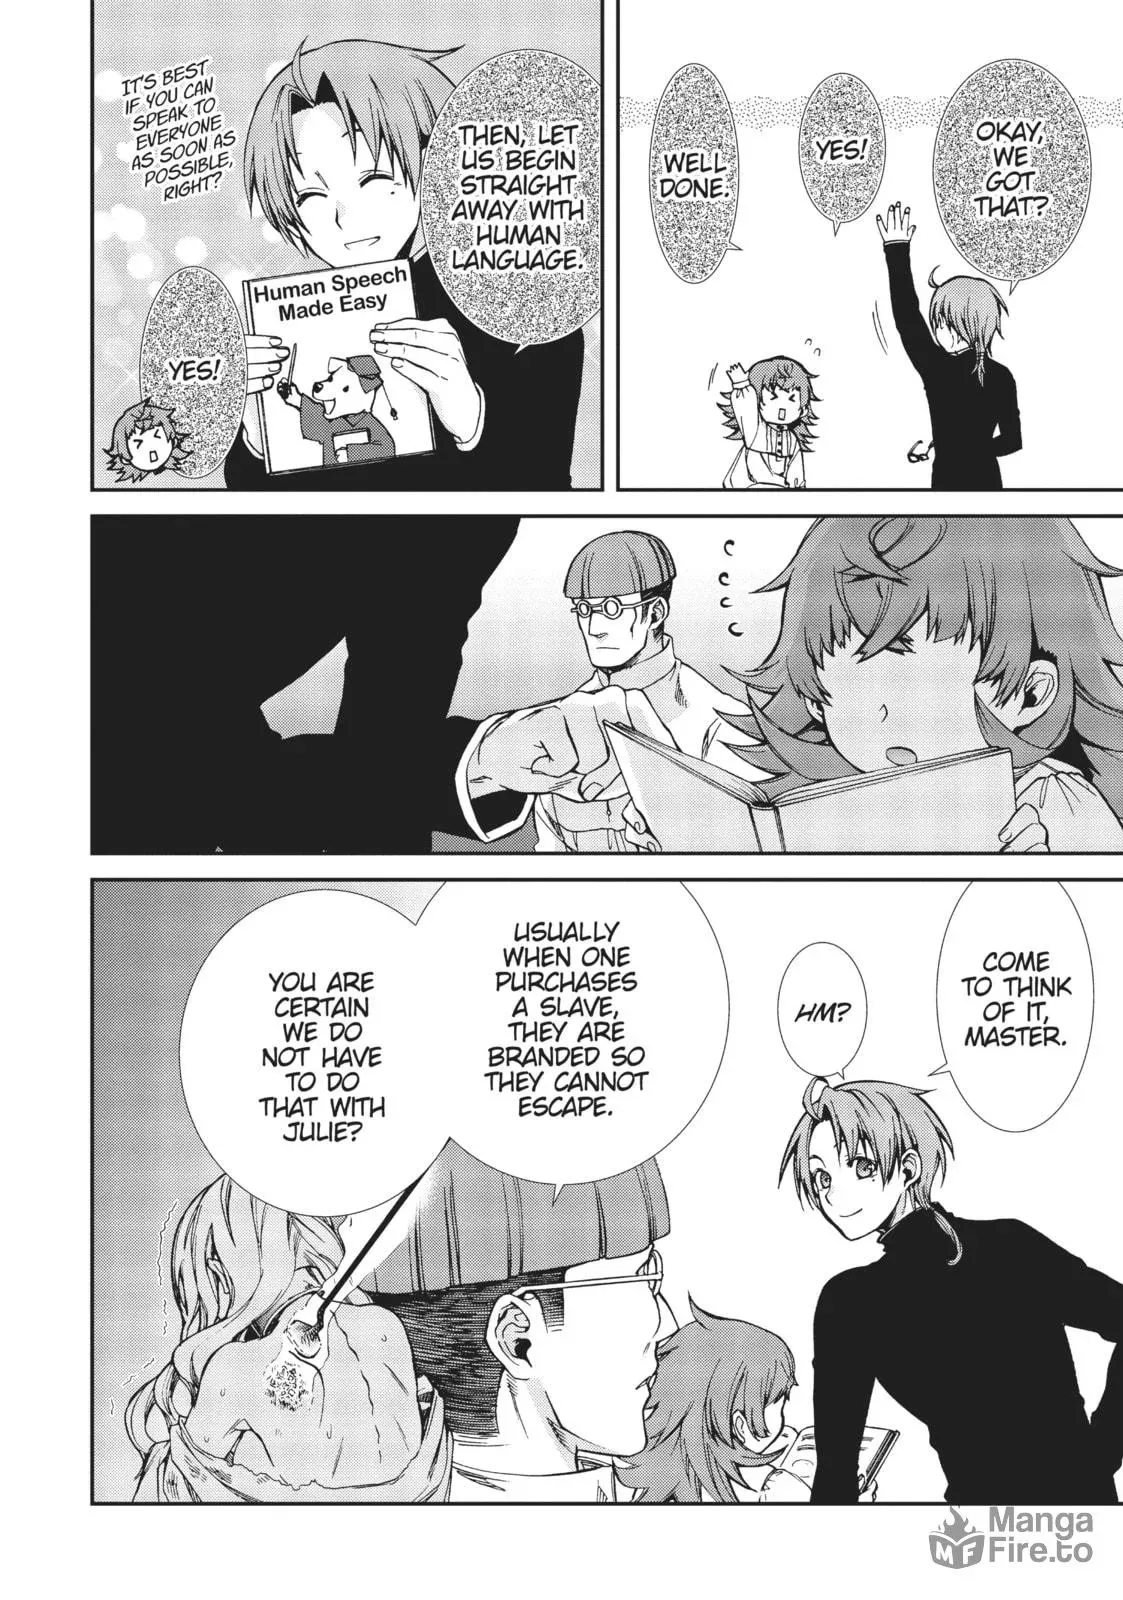 OKAY,
WE
GOT
THAT?
YES!
WELL
DONE.
THEN, LET
US BEGIN
STRAIGHT
AWAY WITH
HUMAN
LANGUAGE.
IT'S BEST
IF YOU CAN
SPEAK TO
EVERYONE
AS SOON AS
POSSIBLE,
RIGHT?
Human Speech
Made Easy
YES!
COME
TO THINK
OF IT,
MASTER.
HM?
USUALLY
WHEN ONE
PURCHASES
A SLAVE,
THEY ARE
BRANDED SO
THEY CANNOT
ESCAPE.
YOU ARE
CERTAIN
WE DO
NOT HAVE
TO DO
THAT WITH
JULIE?
MF
Manga
Fire.to